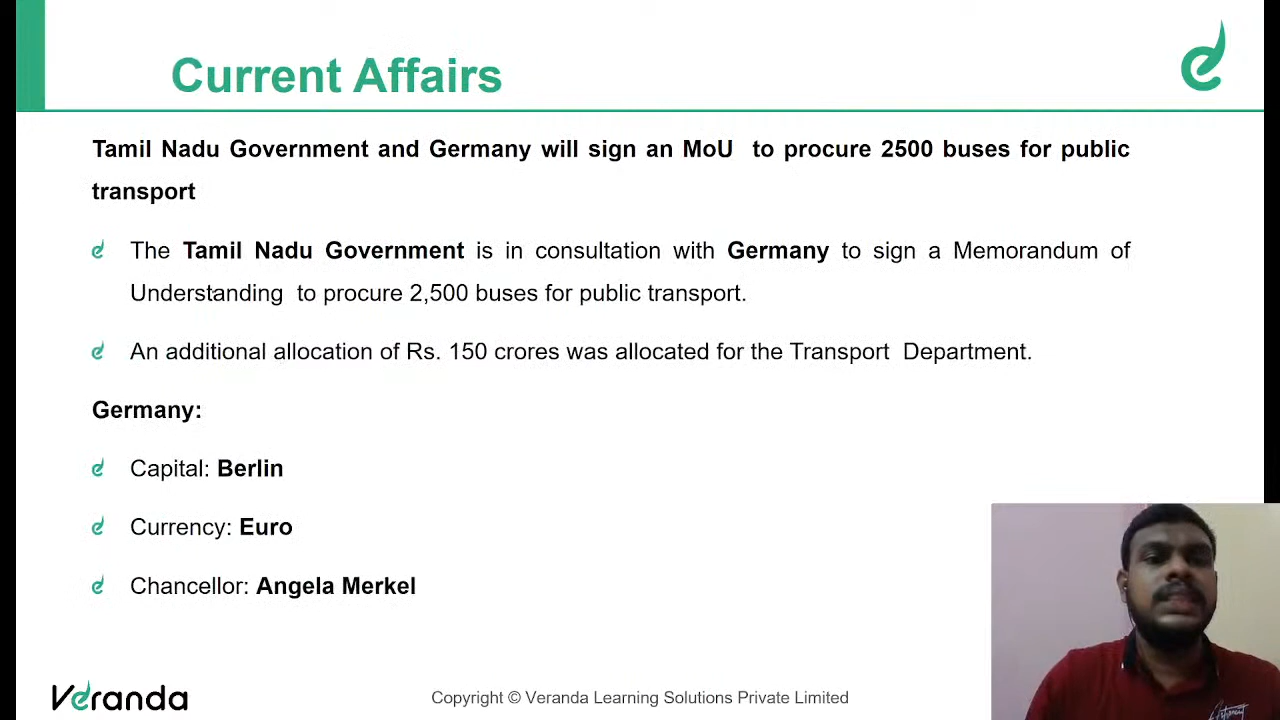 Current Affairs
Tamil Nadu Government and Germany will sign an MoU to procure 2500 buses for public
transport
The Tamil Nadu Government is in consultation with Germany to sign a Memorandum of
Understanding to procure 2,500 buses for public transport.
An additional allocation of Rs. 150 crores was allocated for the Transport Department.
Germany:
Capital: Berlin
Currency: Euro
Chancellor: Angela Merkel
Veranda
Copyright © Veranda Learning Solutions Private Limited